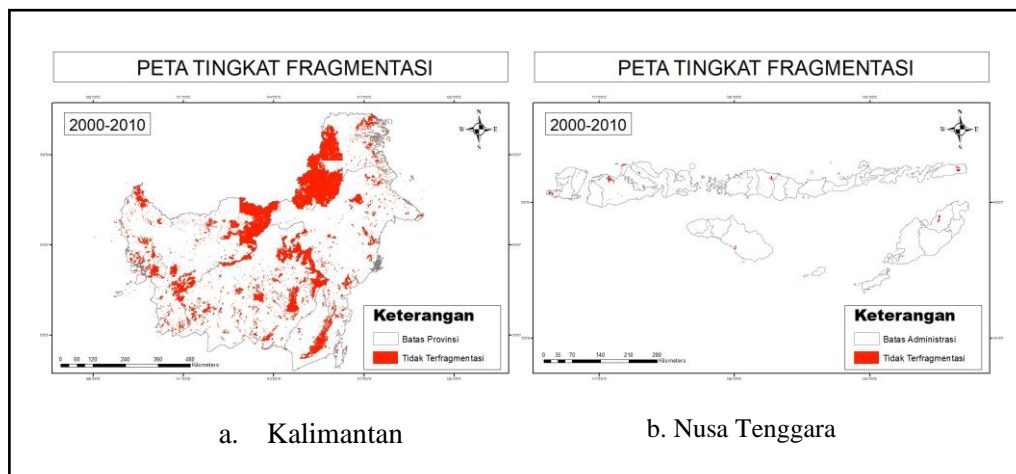 PETA TINGKAT FRAGMENTASI
2000-2010
N
W E
S
Keterangan
Batas Provinsi
Tidak Terfragmentasi
0 60 120 240 360 480
Kilometers
a. Kalimantan
PETA TINGKAT FRAGMENTASI
2000-2010
N
W E
S
Keterangan
Batas Administrasi
Tidak Terfragmentasi
0 35 70 140 210 280
Kilometers
b. Nusa Tenggara